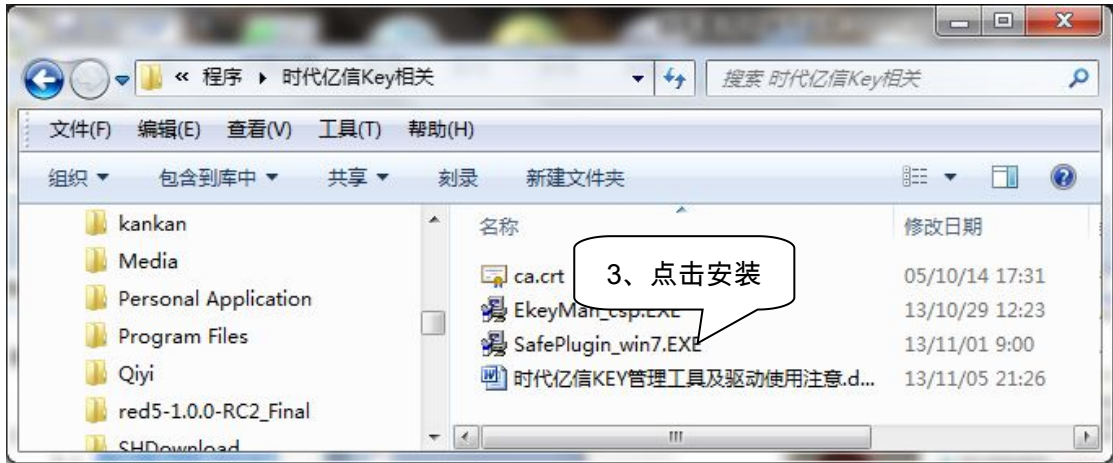 « 程序 ▸ 时代亿信Key相关
搜索 时代亿信Key相关
文件(F) 编辑(E) 查看(V) 工具(T) 帮助(H)
组织 包含到库中 共享 刻录 新建文件夹
kankan
Media
Personal Application
Program Files
Qiyi
red5-1.0.0-RC2_Final
SHDownload
名称 修改日期
3、点击安装
ca.crt 05/10/14 17:31
EkeyMan_csp.EXE 13/10/29 12:23
SafePlugin_win7.EXE 13/11/01 9:00
时代亿信KEY管理工具及驱动使用注意.d... 13/11/05 21:26